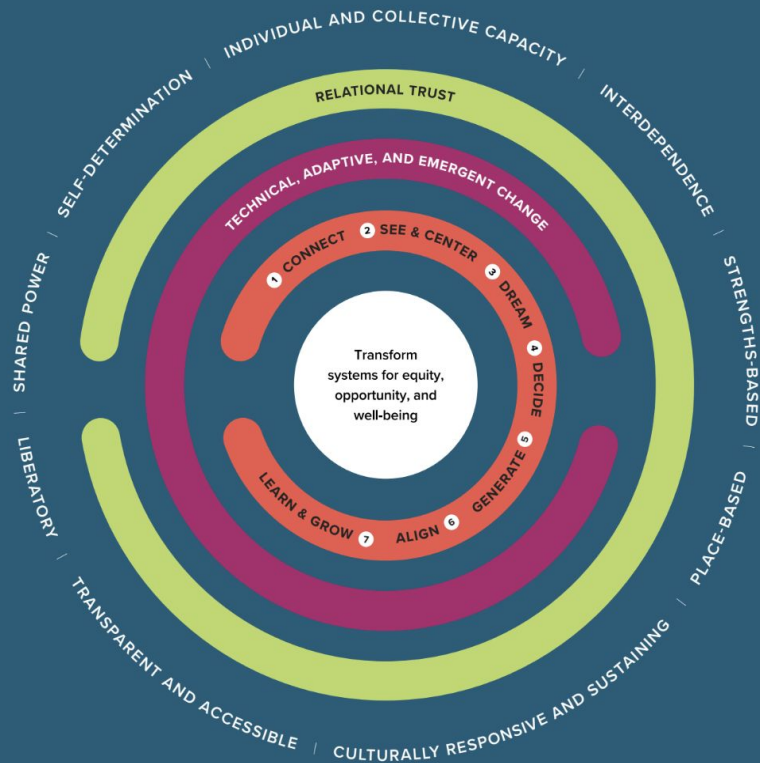 INDIVIDUAL AND COLLECTIVE CAPACITY
INTERDEPENDENCE
STRENGTHS-BASED
PLACE-BASED
CULTURALLY RESPONSIVE AND SUSTAINING
TRANSPARENT AND ACCESSIBLE
LIBERATORY
SHARED POWER
SELF-DETERMINATION
RELATIONAL TRUST
TECHNICAL, ADAPTIVE, AND EMERGENT CHANGE
1 CONNECT
2 SEE & CENTER
3 DREAM
4 DECIDE
5 GENERATE
6 ALIGN
7 LEARN & GROW
Transform
systems for equity,
opportunity, and
well-being